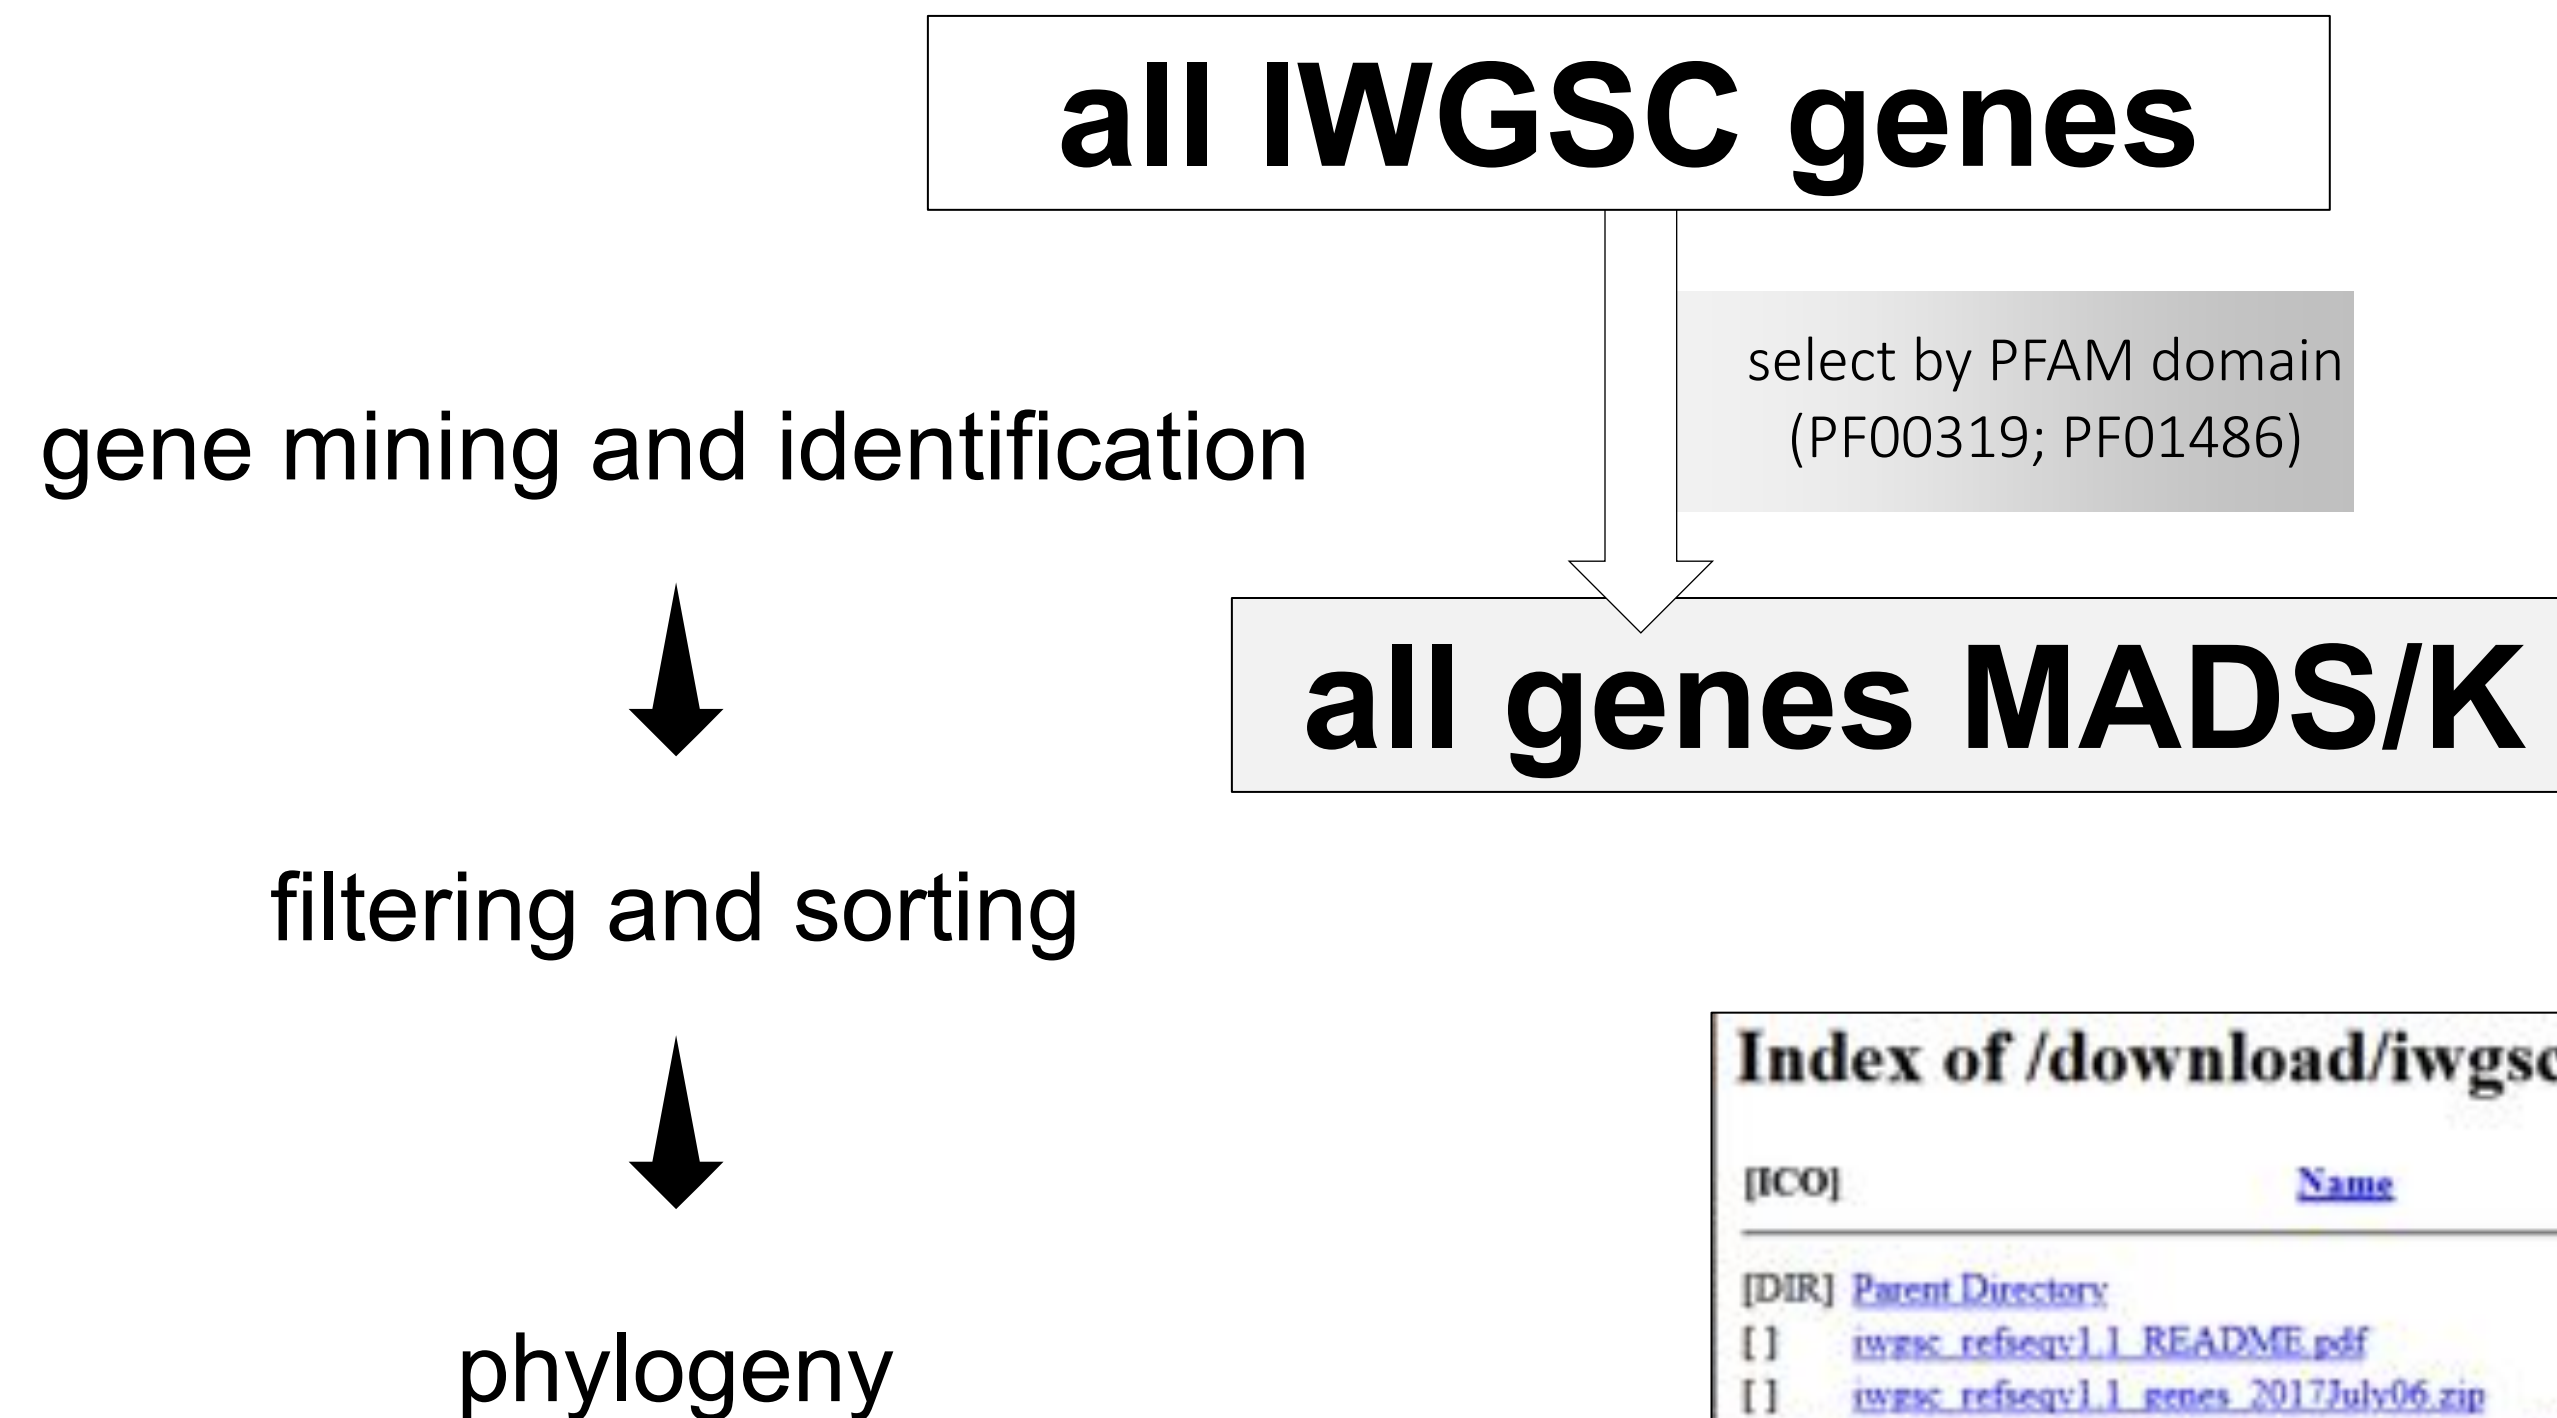 all IWGSC genes
select by PFAM domain
(PF00319; PF01486)
gene mining and identification
all genes MADS/K
filtering and sorting
phylogeny
Index of /download/iwgsc
[ICO] Name
[DIR] Parent Directory
[ ] iwgsc_refseqv1.1_README.pdf
[ ] iwgsc_refseqv1.1_genes_2017July06.zip